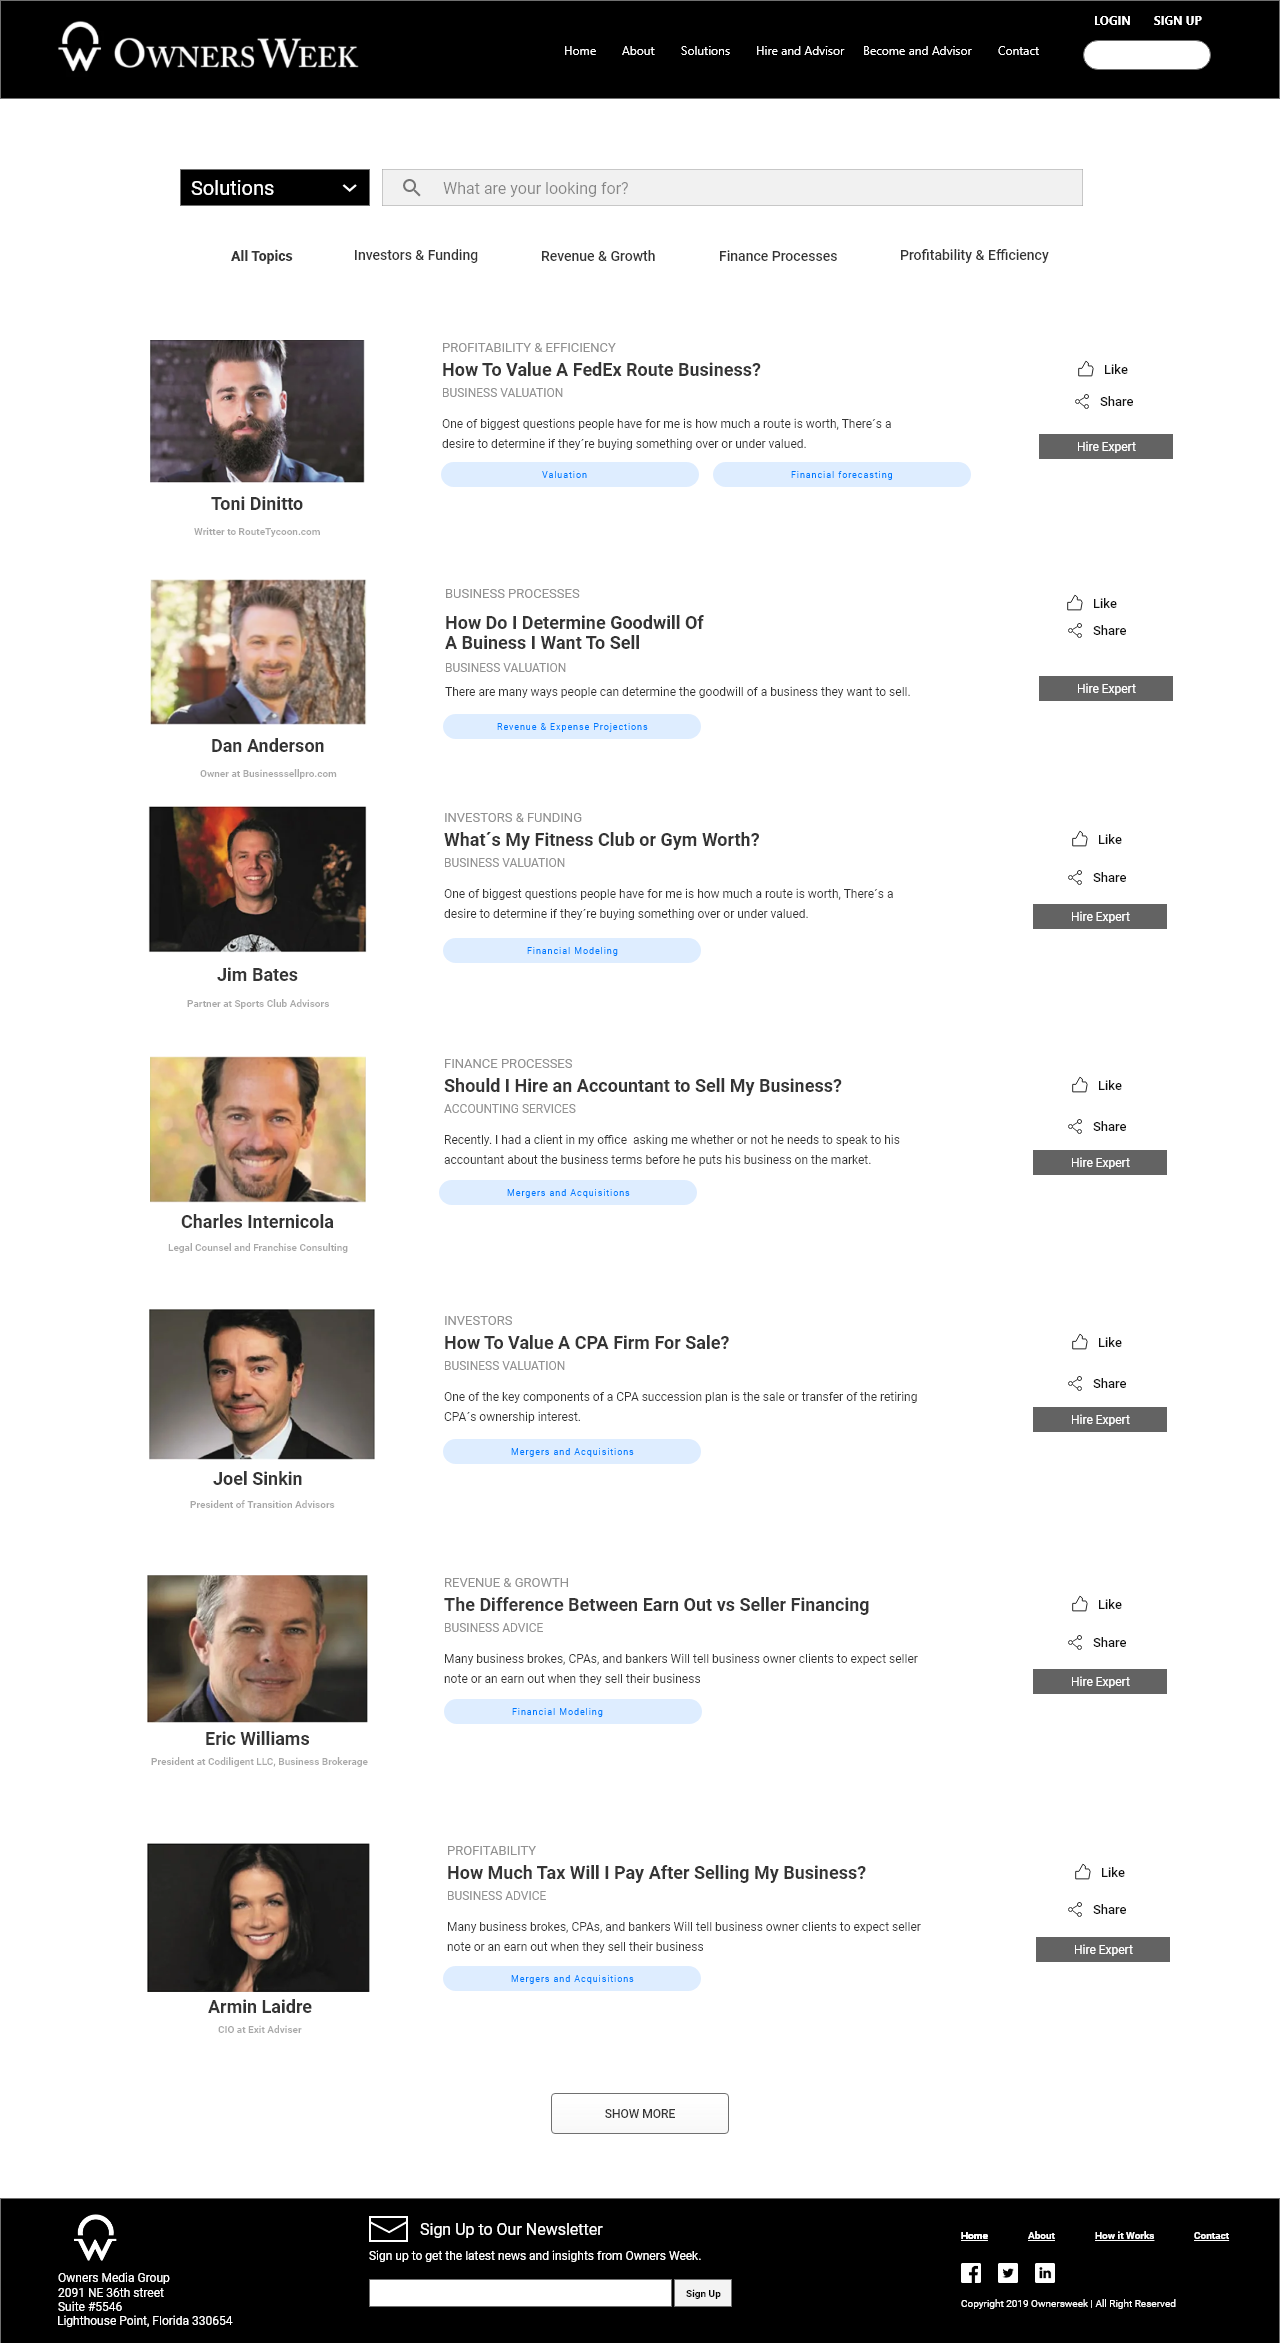 LOGIN SIGN UP
OWNERSWEEK
Home About Solutions Hire and Advisor Become and Advisor Contact
Solutions
What are your looking for?
All Topics Investors & Funding Revenue & Growth Finance Processes Profitability & Efficiency
PROFITABILITY & EFFICIENCY
How To Value A FedEx Route Business?
BUSINESS VALUATION
One of biggest questions people have for me is how much a route is worth, There´s a
desire to determine if they´re buying something over or under valued.
Valuation Financial forecasting
Like
Share
Hire Expert
Toni Dinitto
Writter to RouteTycoon.com
BUSINESS PROCESSES
How Do I Determine Goodwill Of
A Buiness I Want To Sell
BUSINESS VALUATION
There are many ways people can determine the goodwill of a business they want to sell.
Revenue & Expense Projections
Like
Share
Hire Expert
Dan Anderson
Owner at Businesssellpro.com
INVESTORS & FUNDING
What´s My Fitness Club or Gym Worth?
BUSINESS VALUATION
One of biggest questions people have for me is how much a route is worth, There´s a
desire to determine if they´re buying something over or under valued.
Financial Modeling
Like
Share
Hire Expert
Jim Bates
Partner at Sports Club Advisors
FINANCE PROCESSES
Should I Hire an Accountant to Sell My Business?
ACCOUNTING SERVICES
Recently. I had a client in my office  asking me whether or not he needs to speak to his
accountant about the business terms before he puts his business on the market.
Mergers and Acquisitions
Like
Share
Hire Expert
Charles Internicola
Legal Counsel and Franchise Consulting
INVESTORS
How To Value A CPA Firm For Sale?
BUSINESS VALUATION
One of the key components of a CPA succession plan is the sale or transfer of the retiring
CPA´s ownership interest.
Mergers and Acquisitions
Like
Share
Hire Expert
Joel Sinkin
President of Transition Advisors
REVENUE & GROWTH
The Difference Between Earn Out vs Seller Financing
BUSINESS ADVICE
Many business brokes, CPAs, and bankers Will tell business owner clients to expect seller
note or an earn out when they sell their business
Financial Modeling
Like
Share
Hire Expert
Eric Williams
President at Codiligent LLC, Business Brokerage
PROFITABILITY
How Much Tax Will I Pay After Selling My Business?
BUSINESS ADVICE
Many business brokes, CPAs, and bankers Will tell business owner clients to expect seller
note or an earn out when they sell their business
Mergers and Acquisitions
Like
Share
Hire Expert
Armin Laidre
CIO at Exit Adviser
SHOW MORE
Owners Media Group
2091 NE 36th street
Suite #5546
Lighthouse Point, Florida 330654
Sign Up to Our Newsletter
Sign up to get the latest news and insights from Owners Week.
Sign Up
Home About How it Works Contact
Copyright 2019 Ownersweek | All Right Reserved